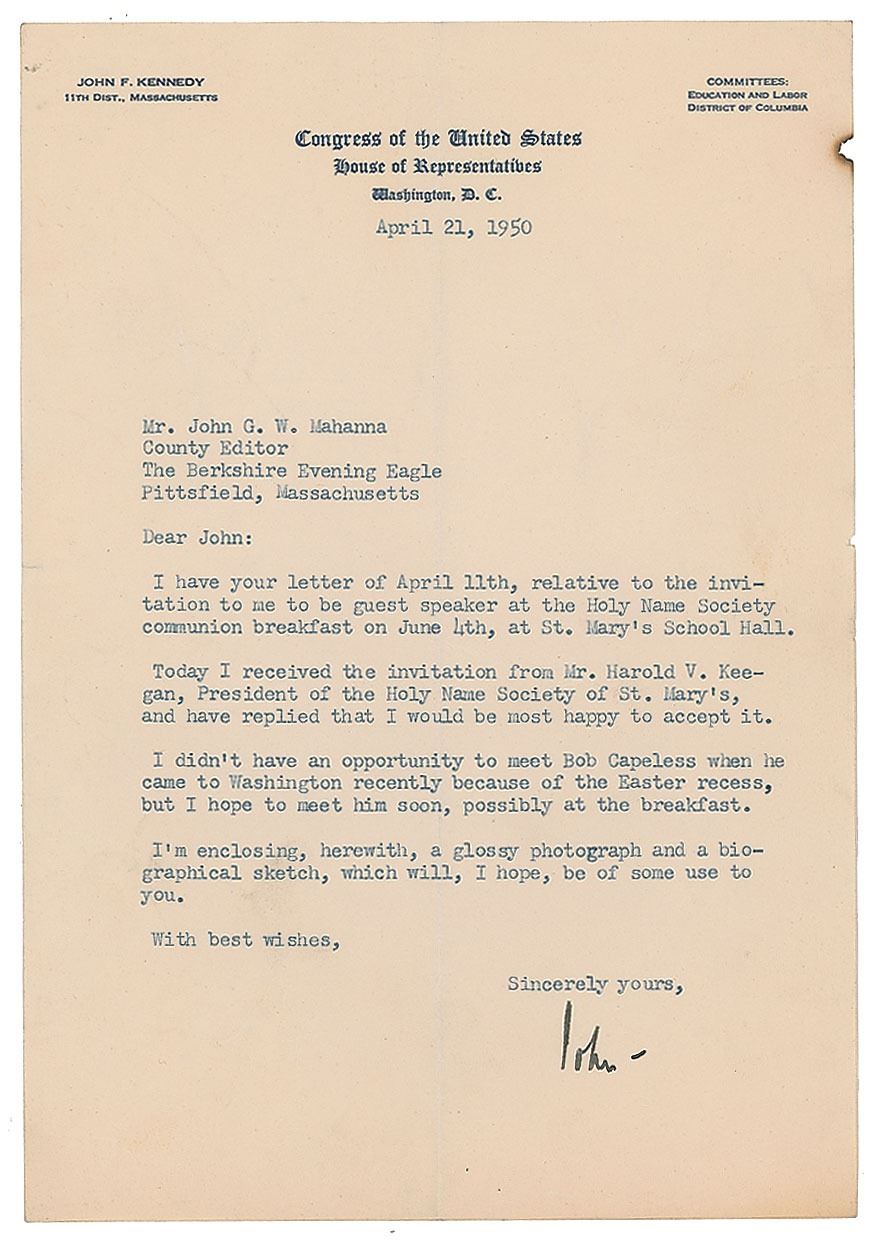 JOHN F. KENNEDY
11TH DIST., MASSACHUSETTS
COMMITTEES:
EDUCATION AND LABOR
DISTRICT OF COLUMBIA
Congress of the United States
House of Representatives
Washington, D. C.
April 21, 1950
Mr. John G. W. Mahanna
County Editor
The Berkshire Evening Eagle
Pittsfield, Massachusetts
Dear John:
I have your letter of April 11th, relative to the invi-
tation to me to be guest speaker at the Holy Name Society
communion breakfast on June 4th, at St. Mary's School Hall.
Today I received the invitation from Mr. Harold V. Kee-
gan, President of the Holy Name Society of St. Mary's,
and have replied that I would be most happy to accept it.
I didn't have an opportunity to meet Bob Capeless when he
came to Washington recently because of the Easter recess,
but I hope to meet him soon, possibly at the breakfast.
I'm enclosing, herewith, a glossy photograph and a bio-
graphical sketch, which will, I hope, be of some use to
you.
With best wishes,
Sincerely yours,
John -